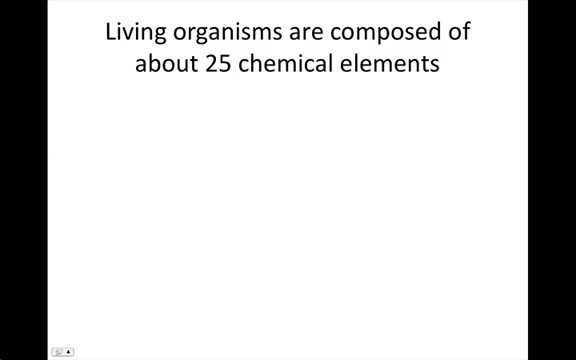 Living organisms are composed of
about 25 chemical elements